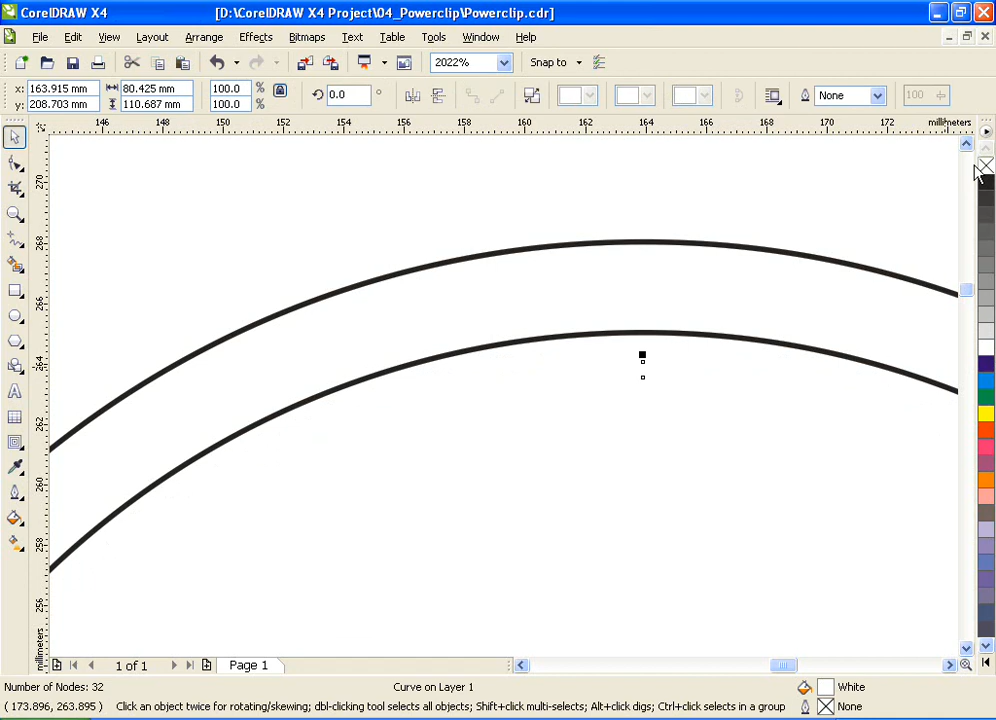 CorelDRAW X4 [D:\CorelDRAW X4 Project\04_Powerclip\Powerclip.cdr]
File Edit View Layout Arrange Effects Bitmaps Text Table Tools Window Help
2022% Snap to
x: 163.915 mm 80.425 mm 100.0 % 0.0 ° None 100
y: 208.703 mm 110.687 mm 100.0 %
146 148 150 152 154 156 158 160 162 164 166 168 170 172 millimeters
270
268
266
264
262
260
258
256
millimeters
1 of 1 Page 1
Number of Nodes: 32 Curve on Layer 1 White
( 173.896, 263.895 ) Click an object twice for rotating/skewing; dbl-clicking tool selects all objects; Shift+click multi-selects; Alt+click digs; Ctrl+click selects in a group None